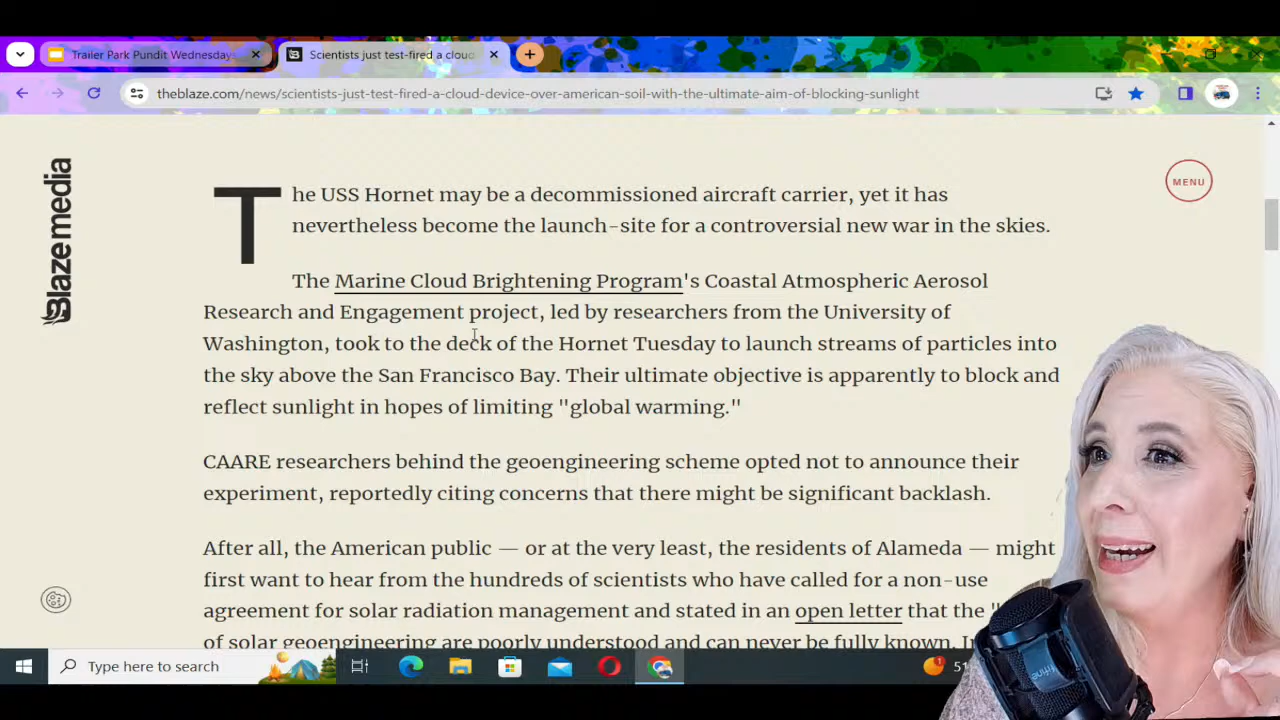 Trailer Park Pundit Wednesdays
Scientists just test-fired a cloud
theblaze.com/news/scientists-just-test-fired-a-cloud-device-over-american-soil-with-the-ultimate-aim-of-blocking-sunlight
Blazemedia
MENU
The USS Hornet may be a decommissioned aircraft carrier, yet it has
nevertheless become the launch-site for a controversial new war in the skies.
The Marine Cloud Brightening Program's Coastal Atmospheric Aerosol
Research and Engagement project, led by researchers from the University of
Washington, took to the deck of the Hornet Tuesday to launch streams of particles into
the sky above the San Francisco Bay. Their ultimate objective is apparently to block and
reflect sunlight in hopes of limiting "global warming."
CAARE researchers behind the geoengineering scheme opted not to announce their
experiment, reportedly citing concerns that there might be significant backlash.
After all, the American public — or at the very least, the residents of Alameda — might
first want to hear from the hundreds of scientists who have called for a non-use
agreement for solar radiation management and stated in an open letter that the "
of solar geoengineering are poorly understood and can never be fully known. In
Type here to search
51
fifine